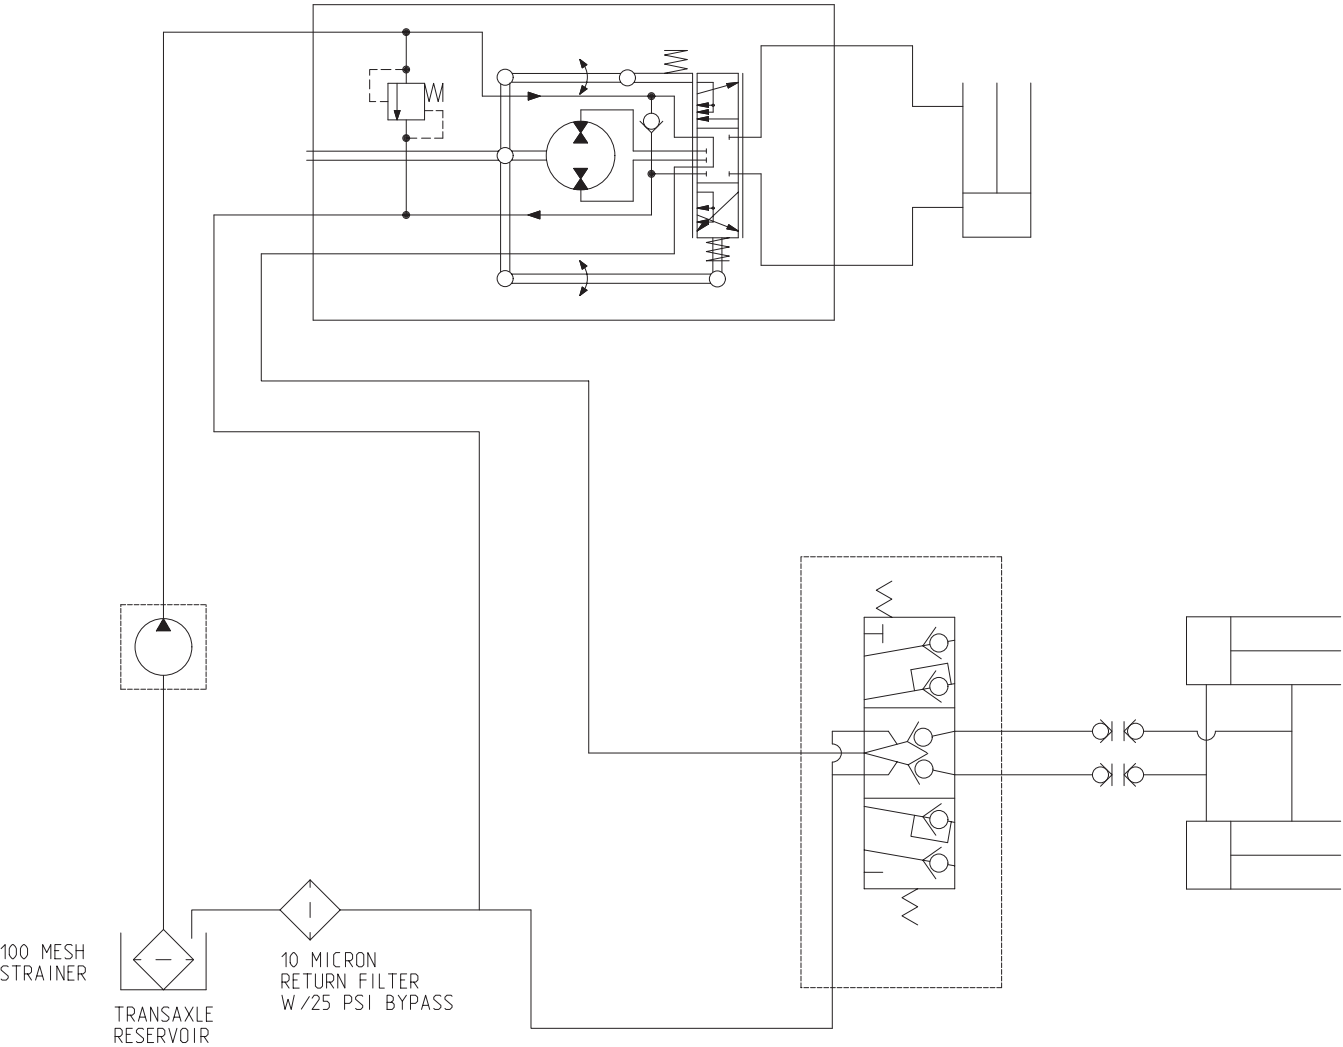 100 MESH
STRAINER
TRANSAXLE
RESERVOIR
10 MICRON
RETURN FILTER
W/25 PSI BYPASS